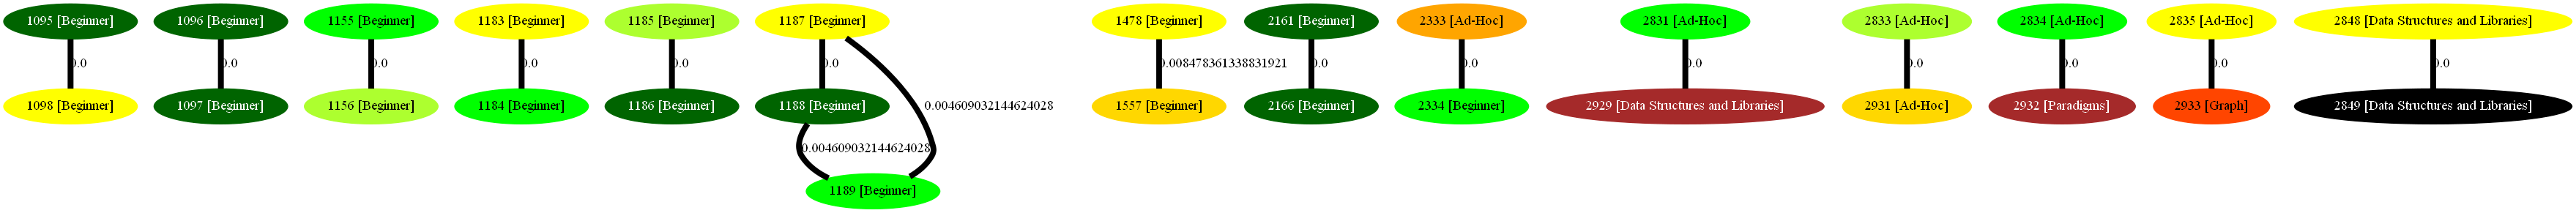 1095 [Beginner] 1096 [Beginner] 1155 [Beginner] 1183 [Beginner] 1185 [Beginner] 1187 [Beginner] 1478 [Beginner] 2161 [Beginner] 2333 [Ad-Hoc] 2831 [Ad-Hoc] 2833 [Ad-Hoc] 2834 [Ad-Hoc] 2835 [Ad-Hoc] 2848 [Data Structures and Libraries]
0.0 0.0 0.0 0.0 0.0 0.0 0.008478361338831921 0.0 0.0 0.0 0.0 0.0 0.0 0.0
1098 [Beginner] 1097 [Beginner] 1156 [Beginner] 1184 [Beginner] 1186 [Beginner] 1188 [Beginner] 0.004609032144624028 1557 [Beginner] 2166 [Beginner] 2334 [Beginner] 2929 [Data Structures and Libraries] 2931 [Ad-Hoc] 2932 [Paradigms] 2933 [Graph] 2849 [Data Structures and Libraries]
0.004609032144624028
1189 [Beginner]